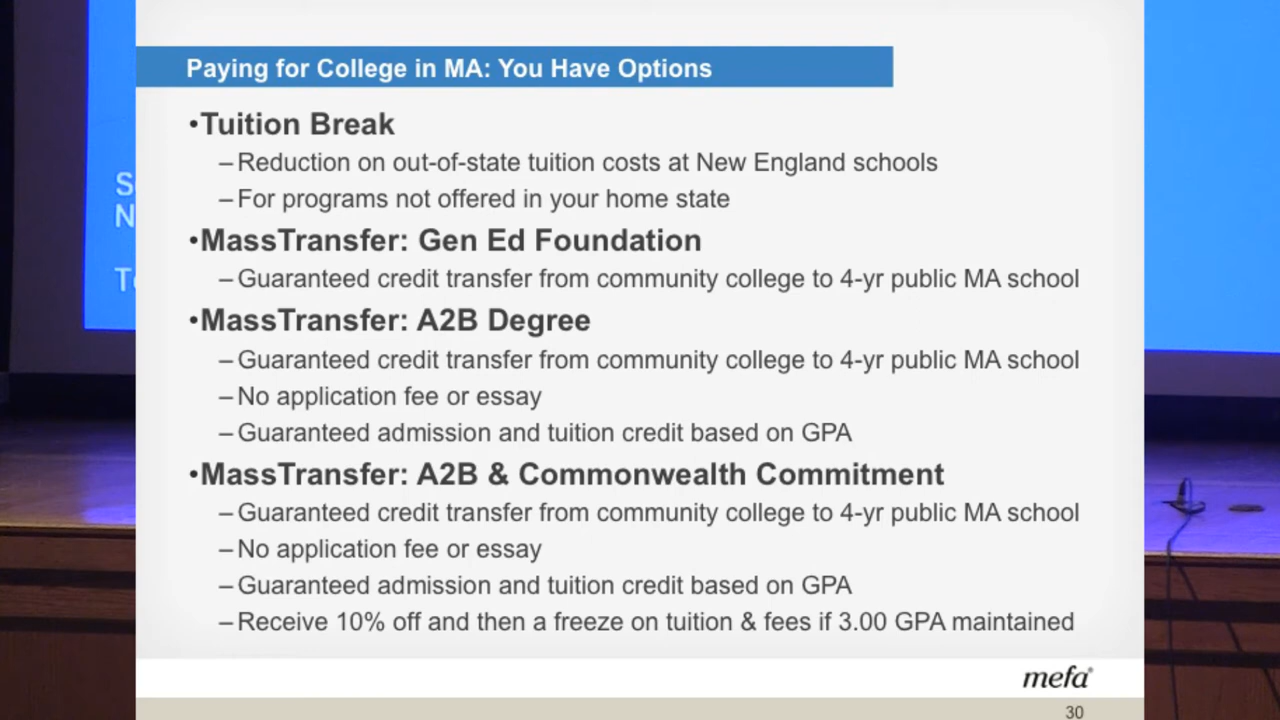 Paying for College in MA: You Have Options
•Tuition Break
–Reduction on out-of-state tuition costs at New England schools
–For programs not offered in your home state
•MassTransfer: Gen Ed Foundation
–Guaranteed credit transfer from community college to 4-yr public MA school
•MassTransfer: A2B Degree
–Guaranteed credit transfer from community college to 4-yr public MA school
–No application fee or essay
–Guaranteed admission and tuition credit based on GPA
•MassTransfer: A2B & Commonwealth Commitment
–Guaranteed credit transfer from community college to 4-yr public MA school
–No application fee or essay
–Guaranteed admission and tuition credit based on GPA
–Receive 10% off and then a freeze on tuition & fees if 3.00 GPA maintained
mefa®
30